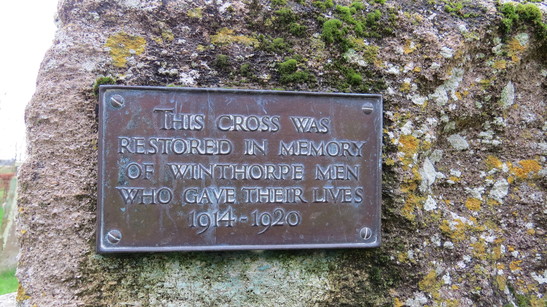 THIS CROSS WAS
RESTORED IN MEMORY
OF WINTHORPE MEN
WHO GAVE THEIR LIVES
1914-1920